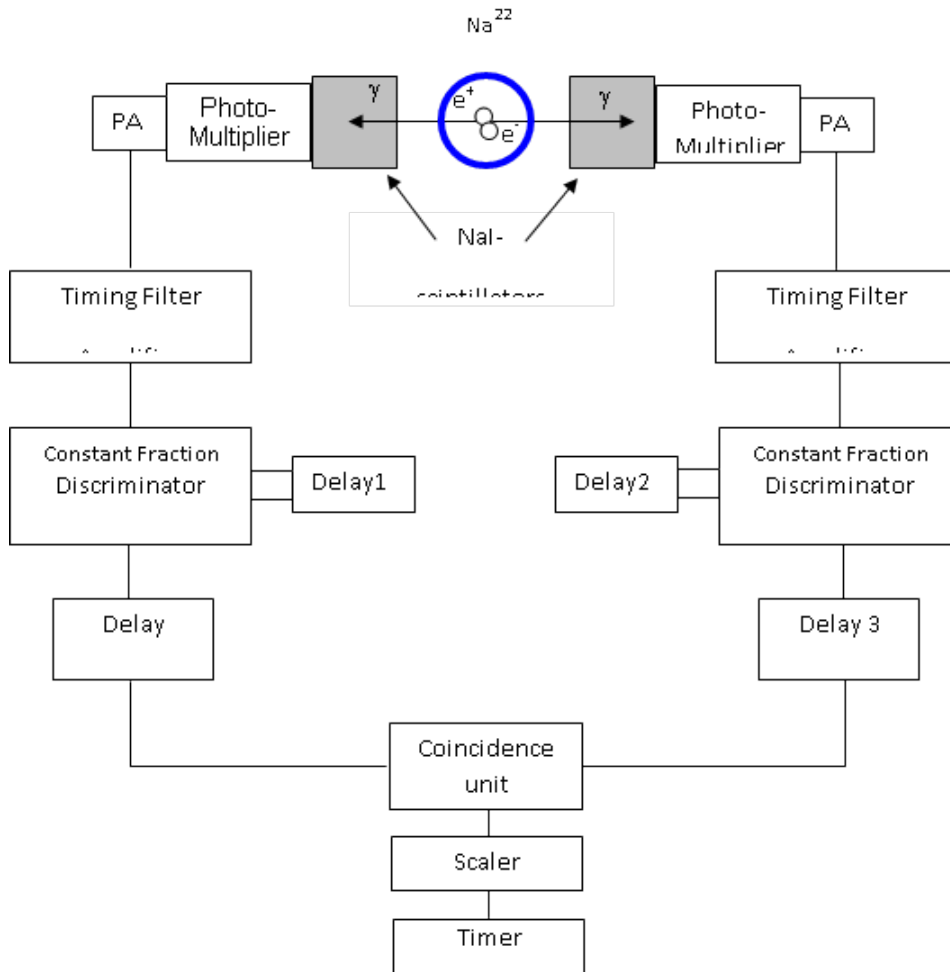 Na22
PA
Photo-
Multiplier
γ
e+
e-
γ
Photo-
Multiplier
PA
NaI-
Timing Filter
Timing Filter
Constant Fraction
Discriminator
Delay1
Delay2
Constant Fraction
Discriminator
Delay
Delay 3
Coincidence
unit
Scaler
Timer